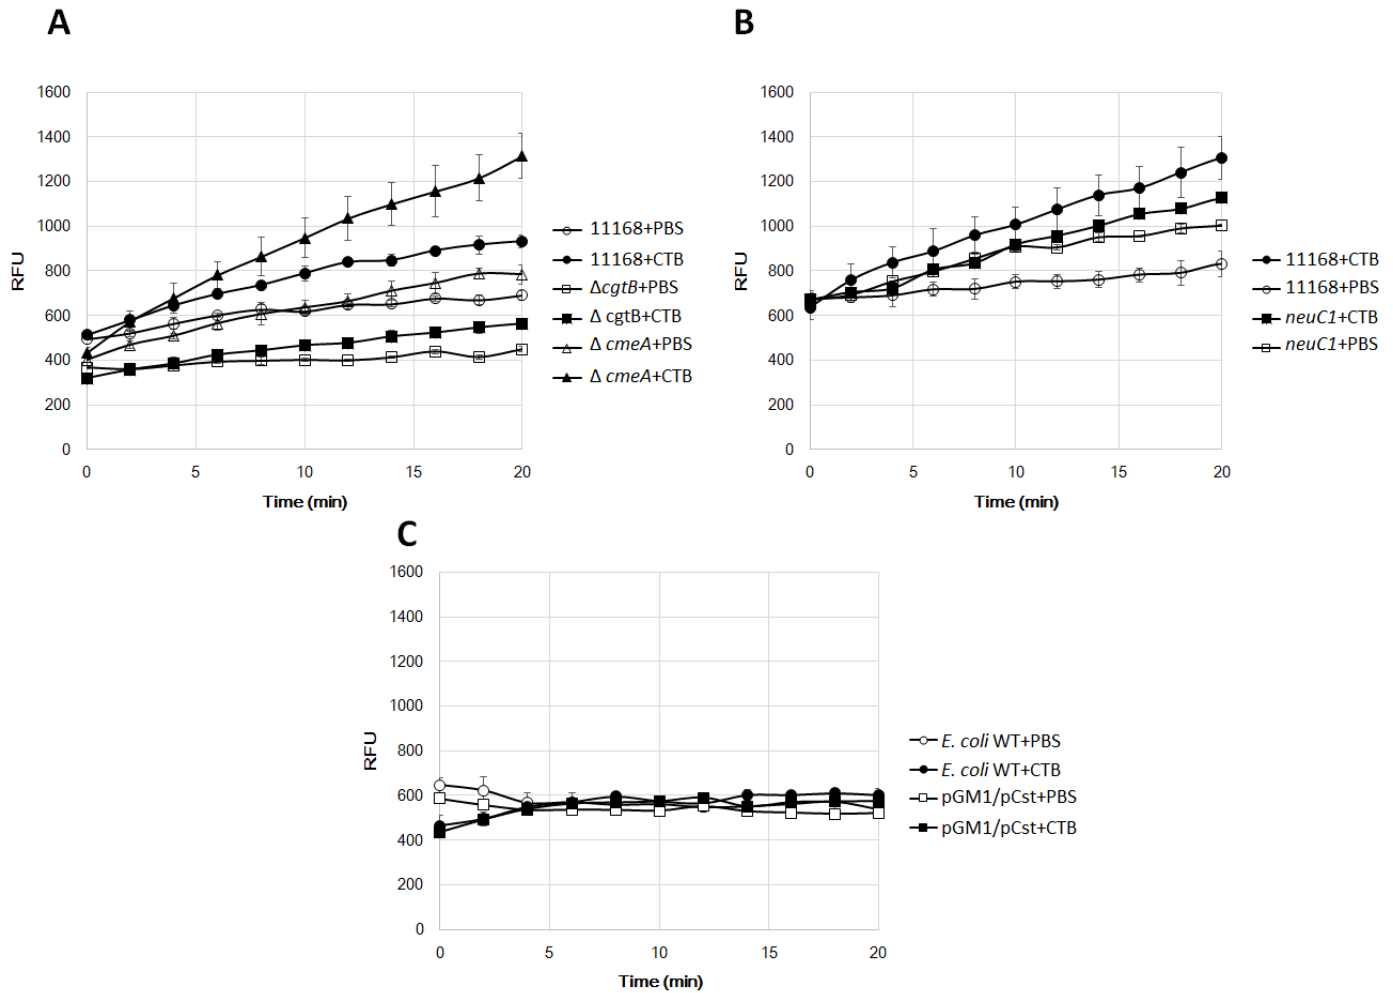 A
1600
1400
1200
1000
800
600
400
200
0
RFU
0 5 10 15 20
Time (min)
11168+PBS
11168+CTB
ΔcgtB+PBS
Δ cgtB+CTB
Δ cmeA+PBS
Δ cmeA+CTB
B
1600
1400
1200
1000
800
600
400
200
0
RFU
0 5 10 15 20
Time (min)
11168+CTB
11168+PBS
neuC1+CTB
neuC1+PBS
C
1600
1400
1200
1000
800
600
400
200
0
RFU
0 5 10 15 20
Time (min)
E. coli WT+PBS
E. coli WT+CTB
pGM1/pCst+PBS
pGM1/pCst+CTB